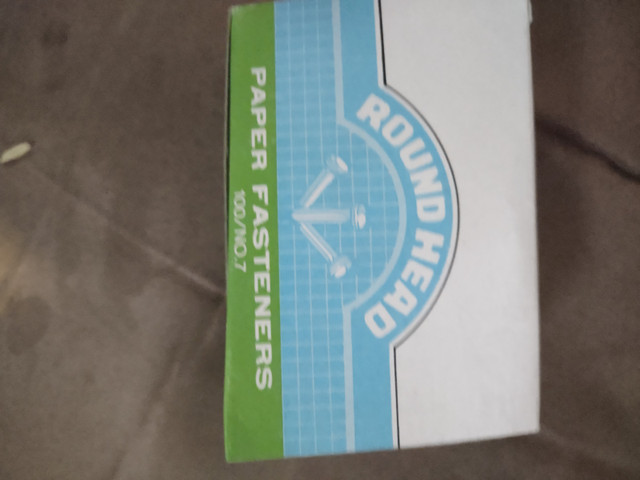 ROUND HEAD
PAPER FASTENERS
100/NO.7